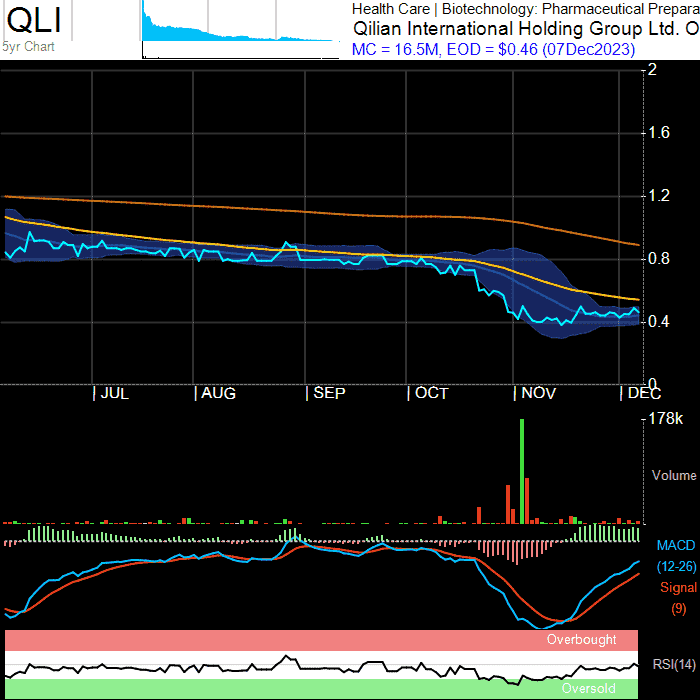 QLI
5yr Chart
Health Care | Biotechnology: Pharmaceutical Prepara
Qilian International Holding Group Ltd. O
MC = 16.5M, EOD = $0.46 (07Dec2023)
2
1.6
1.2
0.8
0.4
0
JUL AUG SEP OCT NOV DEC
178k
Volume
MACD
(12-26)
Signal
(9)
Overbought
RSI(14)
Oversold